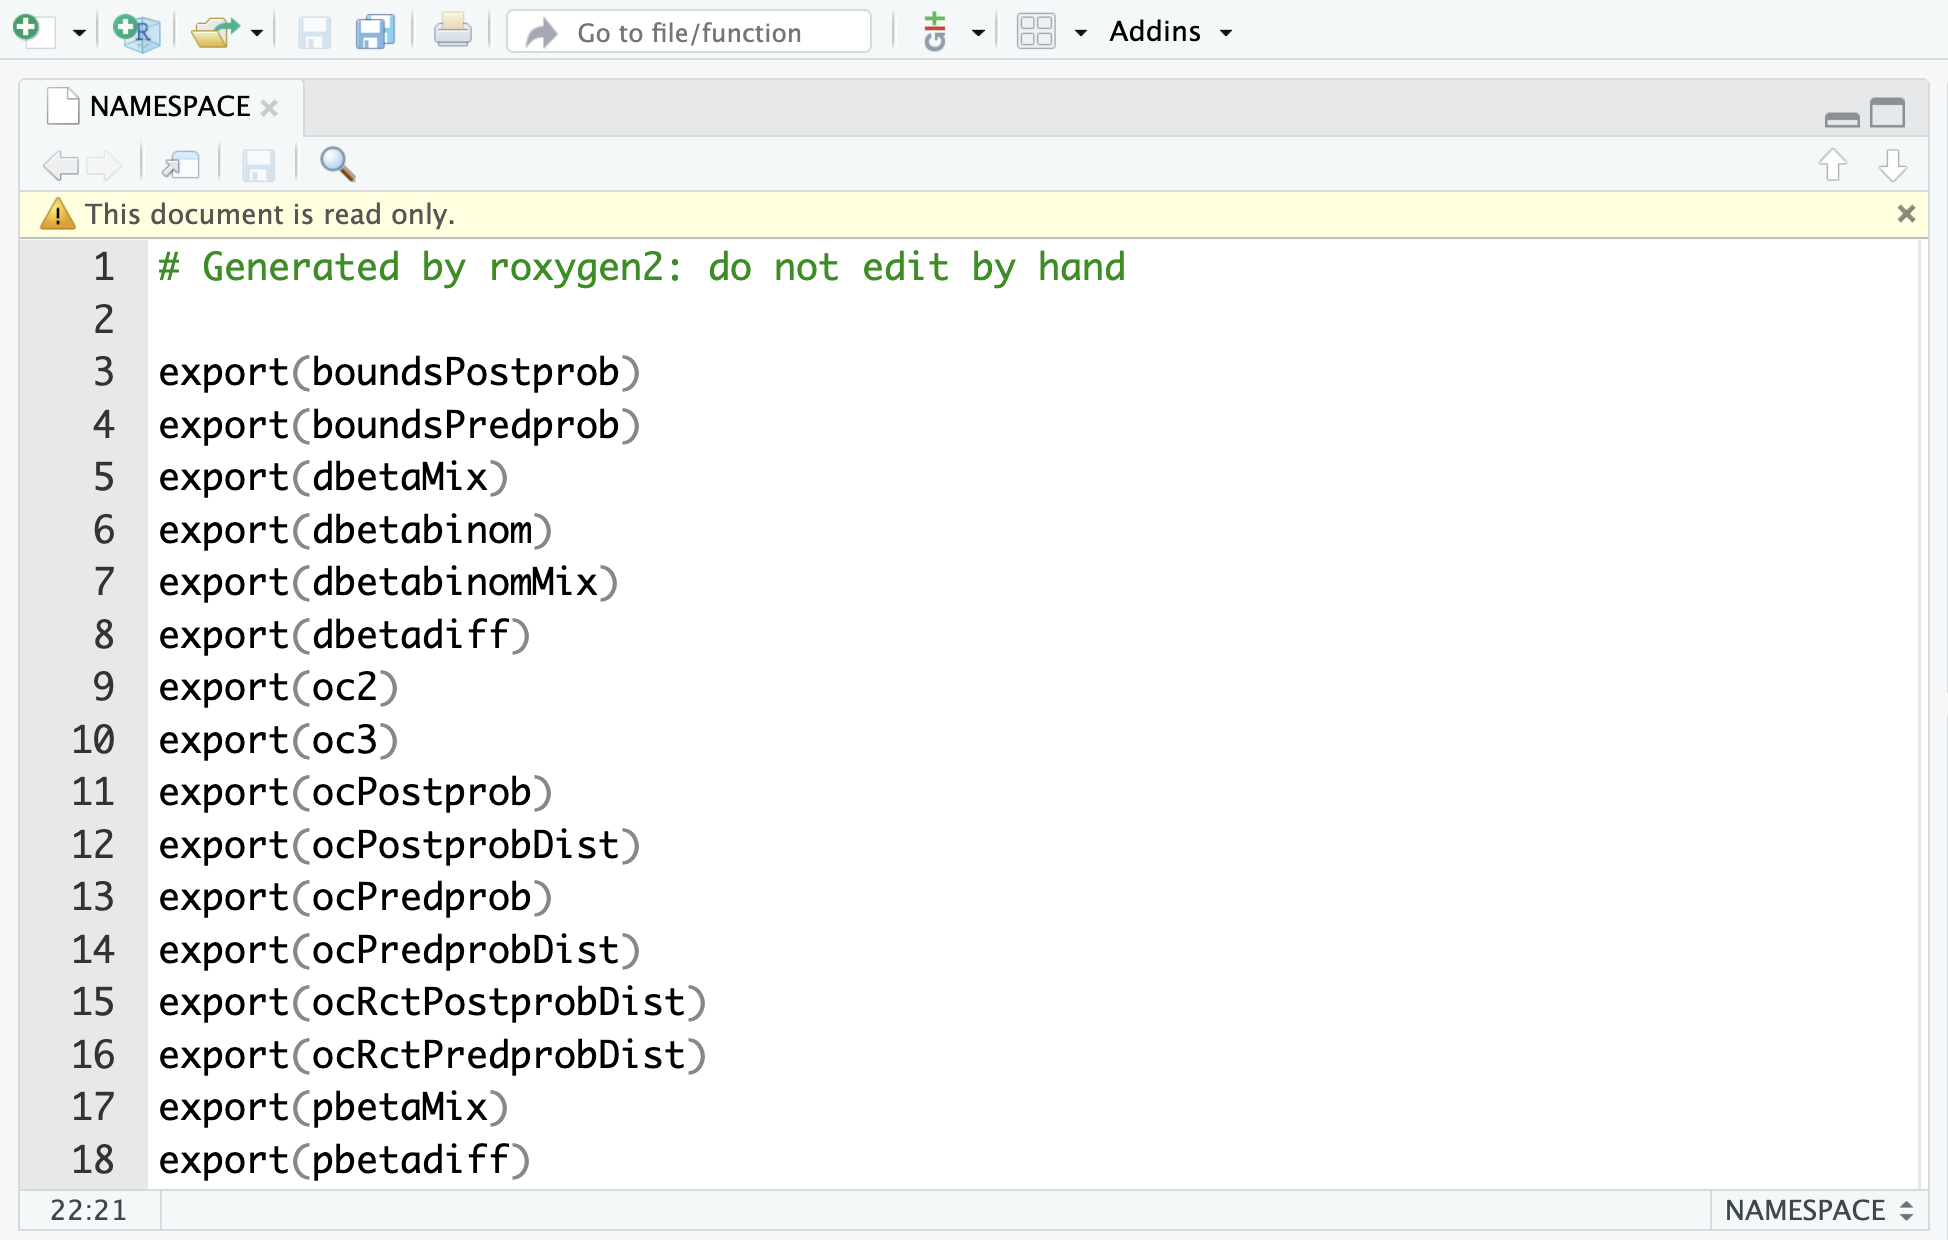 Go to file/function
Addins
NAMESPACE
This document is read only.
1 # Generated by roxygen2: do not edit by hand
2
3 export(boundsPostprob)
4 export(boundsPredprob)
5 export(dbetaMix)
6 export(dbetabinom)
7 export(dbetabinomMix)
8 export(dbetadiff)
9 export(oc2)
10 export(oc3)
11 export(ocPostprob)
12 export(ocPostprobDist)
13 export(ocPredprob)
14 export(ocPredprobDist)
15 export(ocRctPostprobDist)
16 export(ocRctPredprobDist)
17 export(pbetaMix)
18 export(pbetadiff)
22:21 NAMESPACE